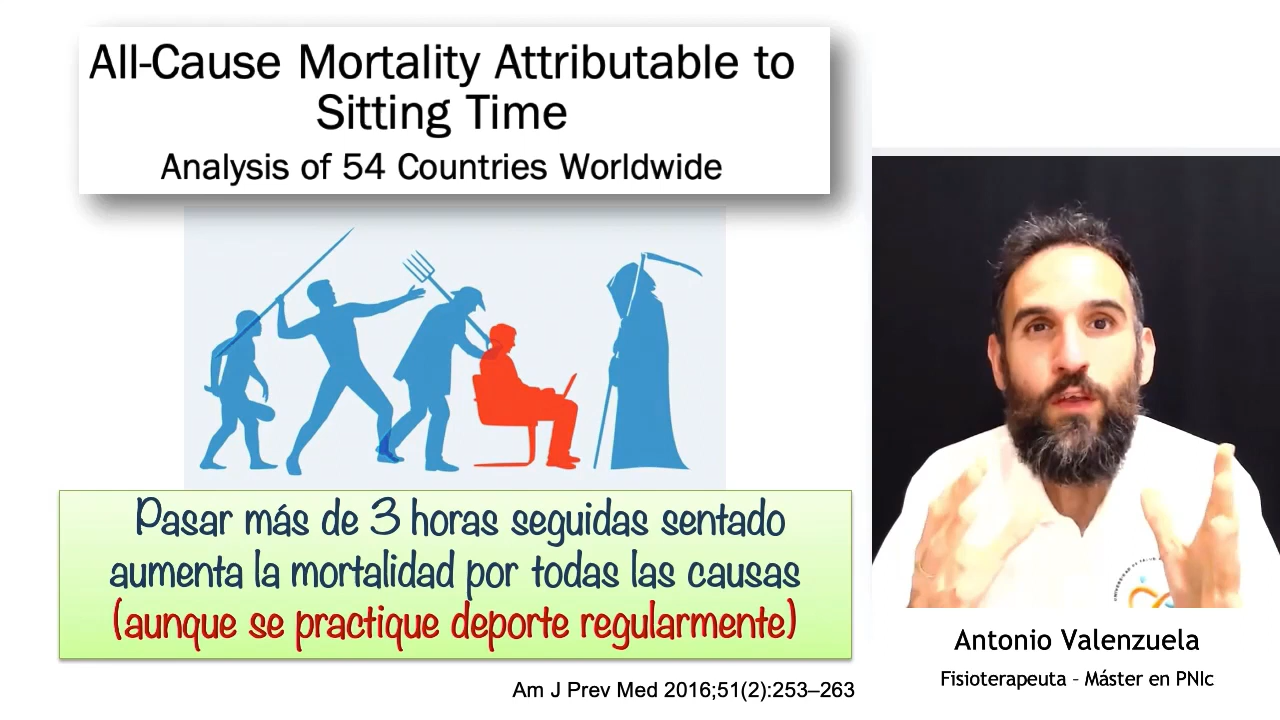 All-Cause Mortality Attributable to
Sitting Time
Analysis of 54 Countries Worldwide
Pasar más de 3 horas seguidas sentado
aumenta la mortalidad por todas las causas
(aunque se practique deporte regularmente)
Am J Prev Med 2016;51(2):253–263
Antonio Valenzuela
Fisioterapeuta – Máster en PNIc